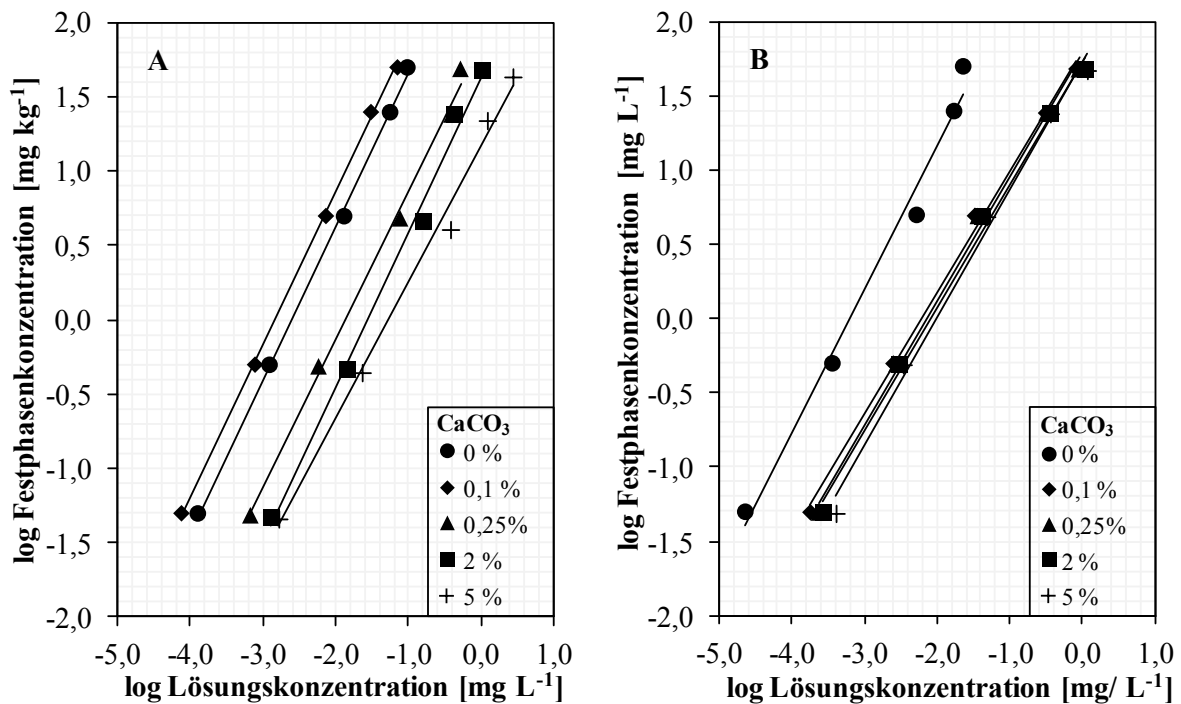 A
log Festphasenkonzentration [mg kg⁻¹]
2,0
1,5
1,0
0,5
0,0
-0,5
-1,0
-1,5
-2,0
CaCO₃
0 %
0,1 %
0,25%
2 %
5 %
-5,0 -4,0 -3,0 -2,0 -1,0 0,0 1,0
log Lösungskonzentration [mg L⁻¹]
B
log Festphasenkonzentration [mg L⁻¹]
2,0
1,5
1,0
0,5
0,0
-0,5
-1,0
-1,5
-2,0
CaCO₃
0%
0,1 %
0,25%
2 %
5 %
-5,0 -4,0 -3,0 -2,0 -1,0 0,0 1,0
log Lösungskonzentration [mg/ L⁻¹]